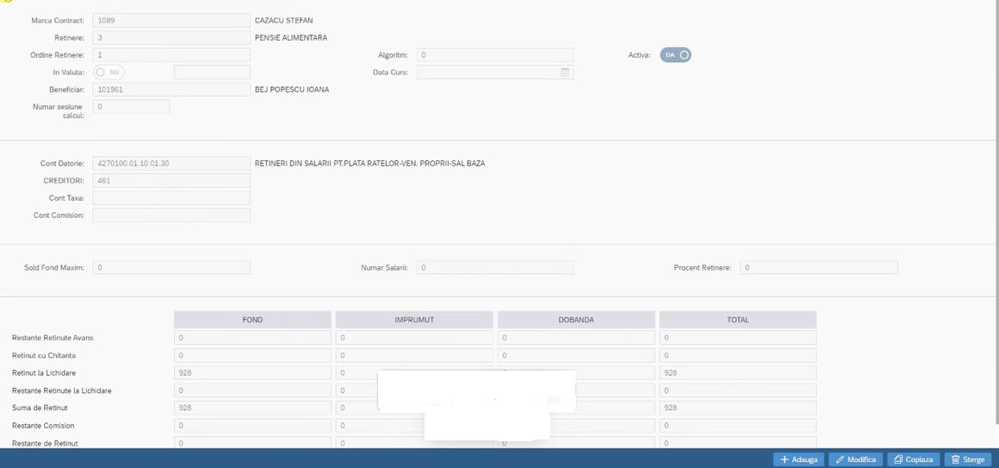 Marca Contract: 1089 CAZACU STEFAN
Retinere: 3 PENSIE ALIMENTARA
Ordine Retinere: 1 Algoritm: 0 Activa: DA
In Valuta: NU Data Curs:
Beneficiar: 101961 BEJ POPESCU IOANA
Numar sesiune calcul: 0
Cont Datorie: 4270100.01.10.01.30 RETINERI DIN SALARII PT.PLATA RATELOR-VEN. PROPRII-SAL BAZA
CREDITORI: 461
Cont Taxa:
Cont Comision:
Sold Fond Maxim: 0 Numar Salarii: 0 Procent Retinere: 0
FOND IMPRUMUT DOBANDA TOTAL
Restante Retinute Avans 0 0 0 0
Retinut cu Chitanta 0 0 0 0
Retinut la Lichidare 928 0 928
Restante Retinute la Lichidare 0 0 0
Suma de Retinut 928 0 928
Restante Comision 0 0 0
Restante de Retinut 0 0 0 0
Adauga Modifica Copiaza Sterge